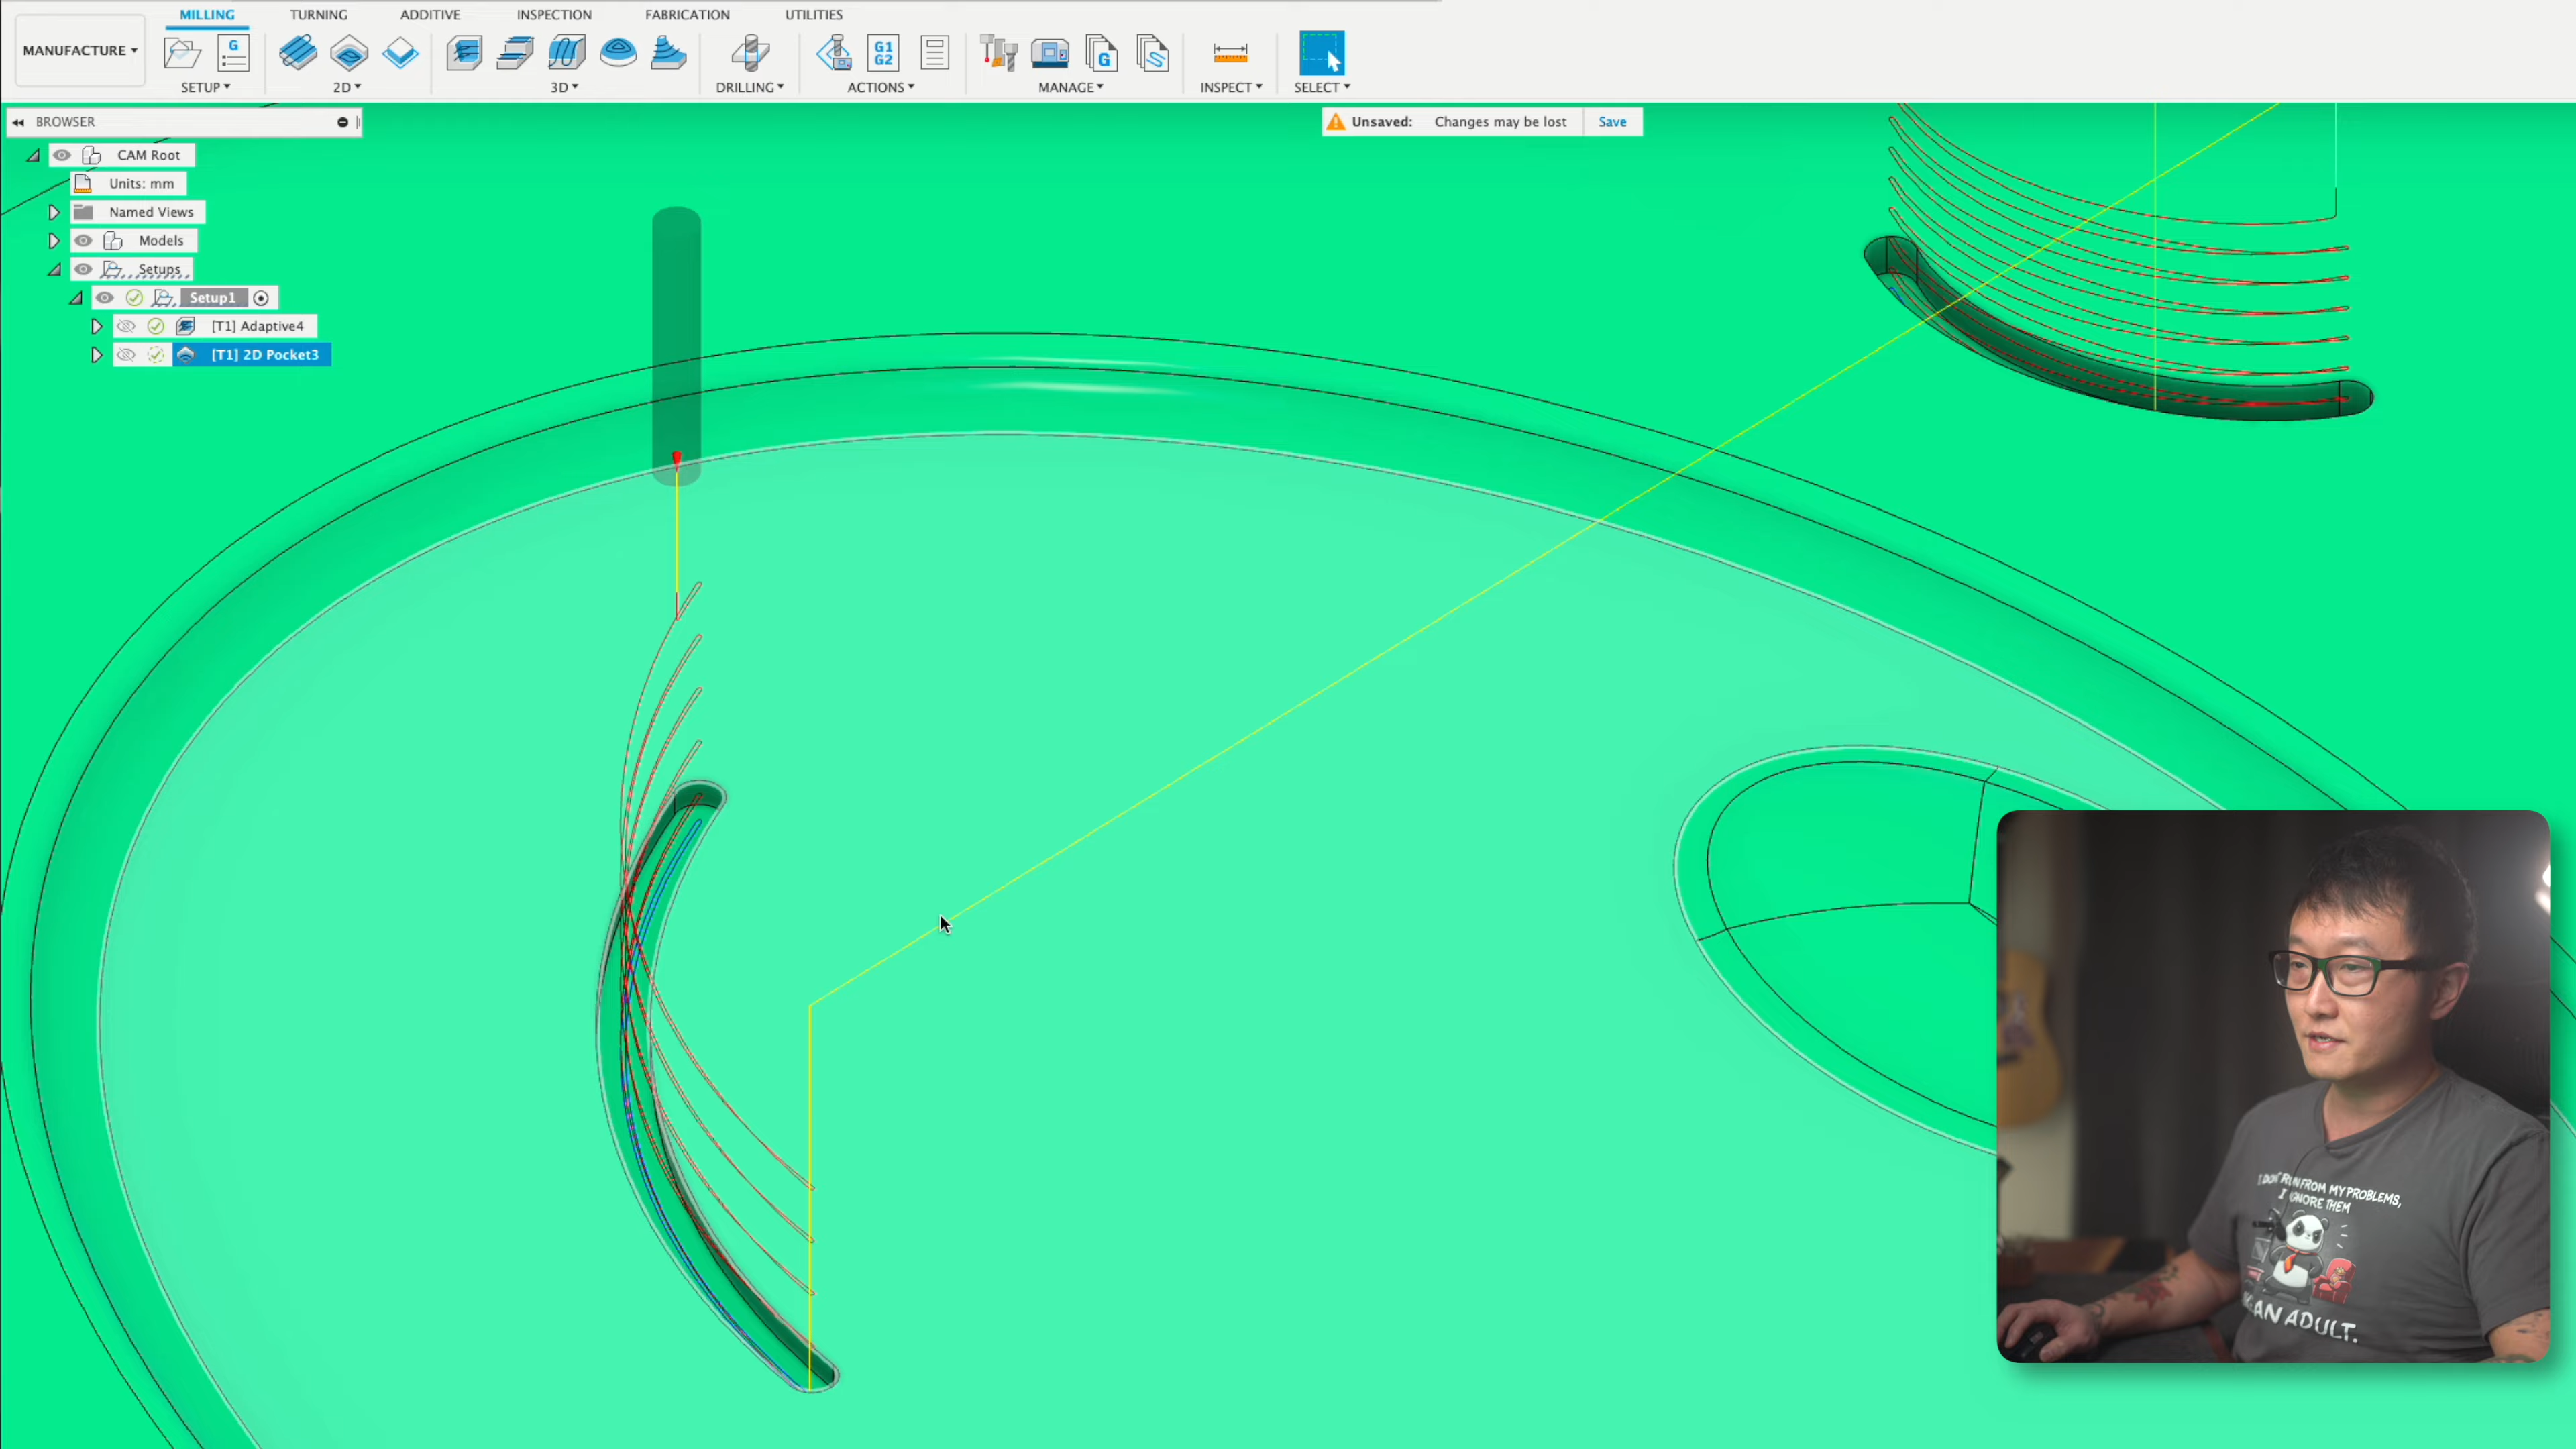 MILLING TURNING ADDITIVE INSPECTION FABRICATION UTILITIES
MANUFACTURE
G
G1
G2
G
SETUP 2D 3D DRILLING ACTIONS MANAGE INSPECT SELECT
BROWSER
Unsaved: Changes may be lost Save
CAM Root
Units: mm
Named Views
Models
Setups
Setup1
[T1] Adaptive4
[T1] 2D Pocket3
FROM MY PROBLEMS,
THEM
AN ADULT.